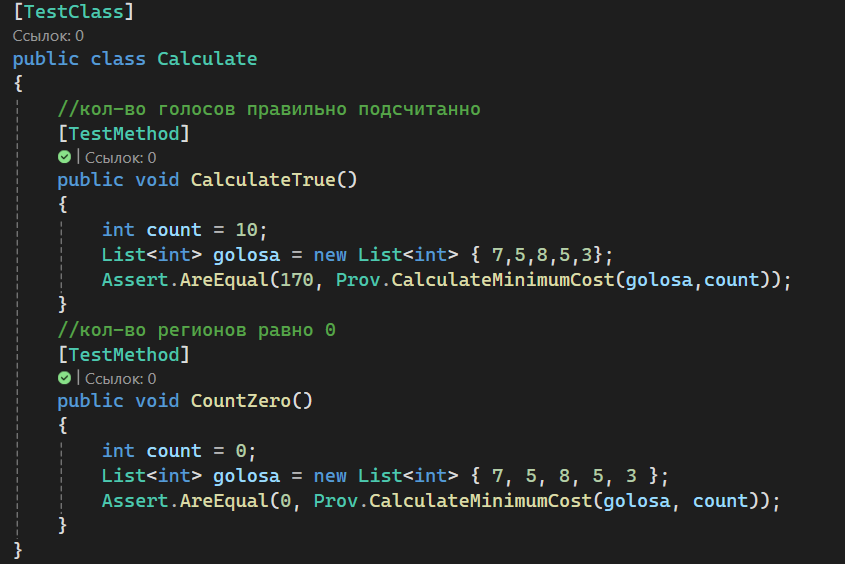 [TestClass]
Ссылок: 0
public class Calculate
{
//кол-во голосов правильно подсчитанно
[TestMethod]
| Ссылок: 0
public void CalculateTrue()
{
int count = 10;
List<int> golosa = new List<int> { 7,5,8,5,3};
Assert.AreEqual(170, Prov.CalculateMinimumCost(golosa,count));
}
//кол-во регионов равно 0
[TestMethod]
| Ссылок: 0
public void CountZero()
{
int count = 0;
List<int> golosa = new List<int> { 7, 5, 8, 5, 3 };
Assert.AreEqual(0, Prov.CalculateMinimumCost(golosa, count));
}
}